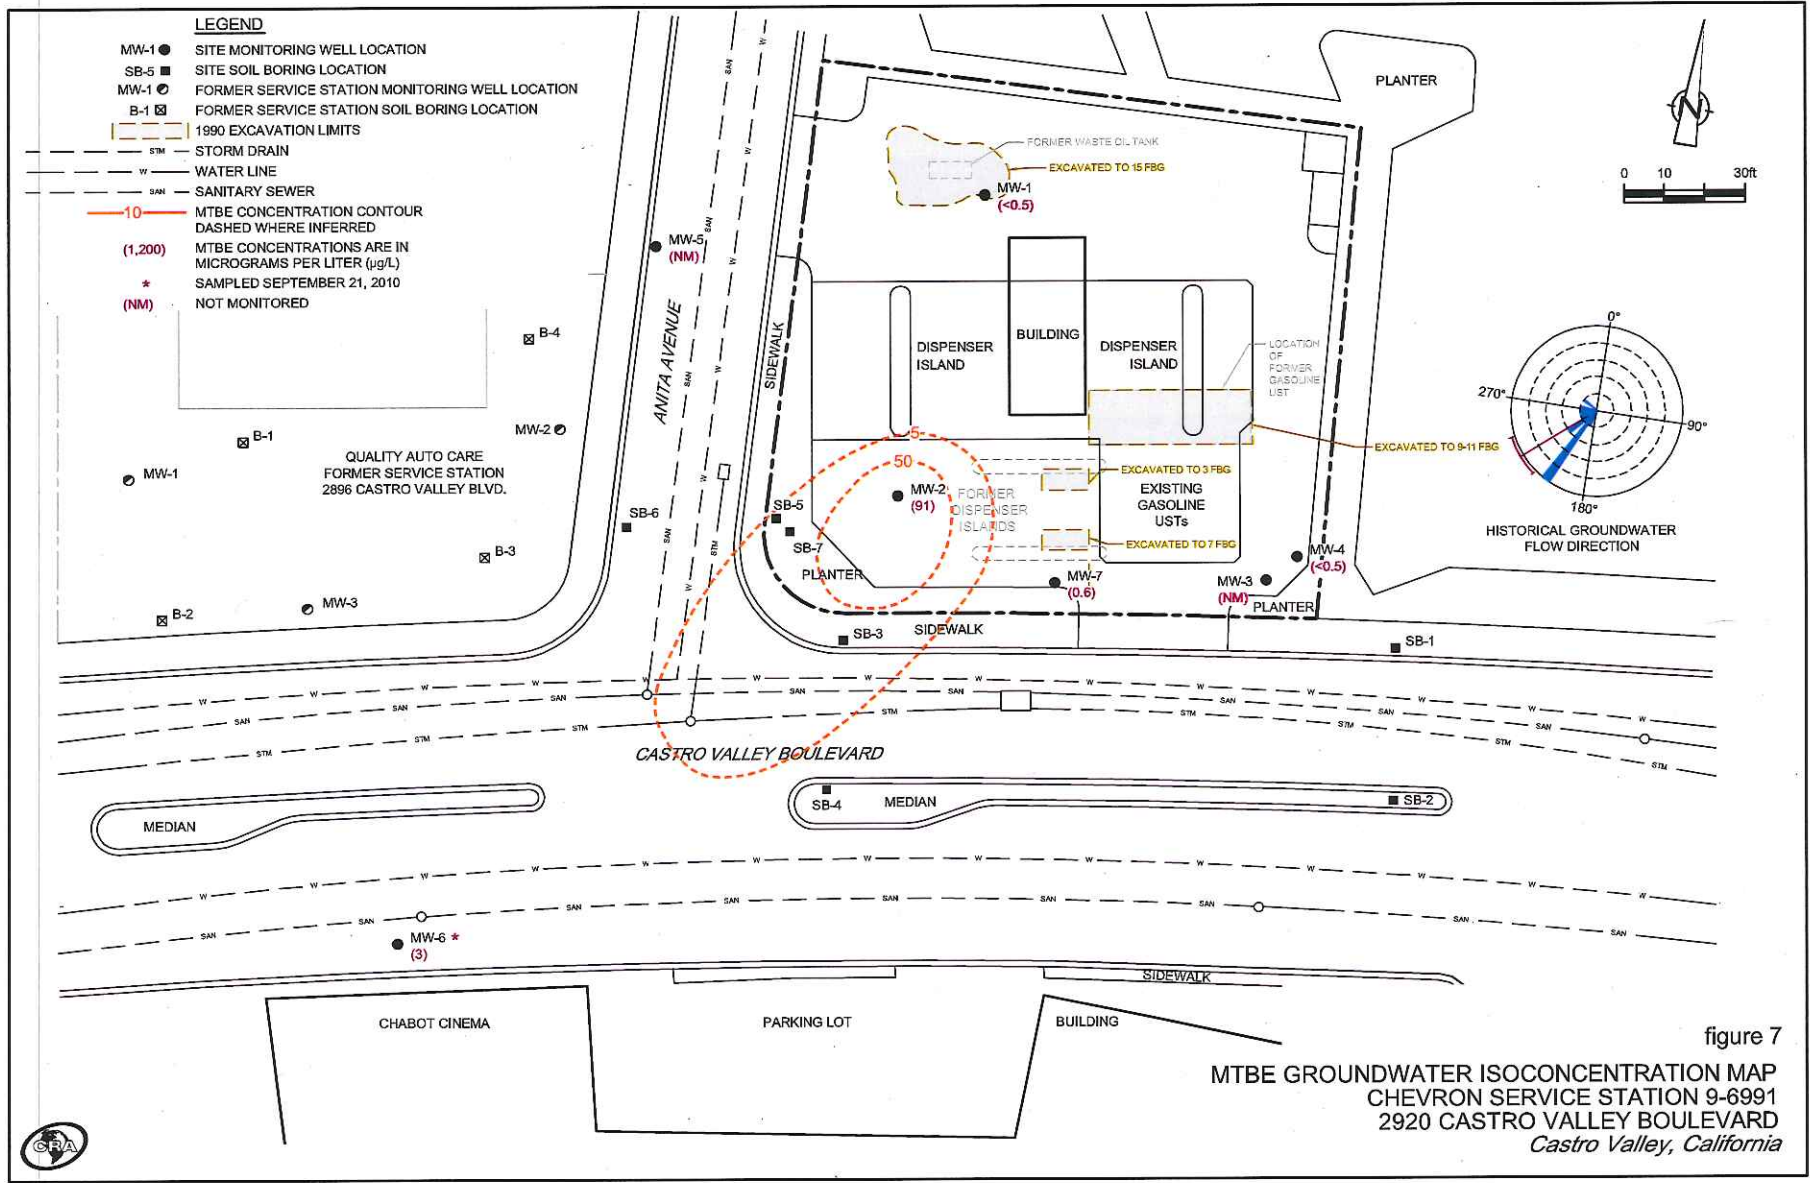 LEGEND
MW-1 SITE MONITORING WELL LOCATION
SB-5 SITE SOIL BORING LOCATION
MW-1 FORMER SERVICE STATION MONITORING WELL LOCATION
B-1 FORMER SERVICE STATION SOIL BORING LOCATION
1990 EXCAVATION LIMITS
STM STORM DRAIN
W WATER LINE
SAN SANITARY SEWER
10 MTBE CONCENTRATION CONTOUR
DASHED WHERE INFERRED
(1,200) MTBE CONCENTRATIONS ARE IN
MICROGRAMS PER LITER (µg/L)
* SAMPLED SEPTEMBER 21, 2010
(NM) NOT MONITORED
PLANTER
N
0 10 30ft
FORMER WASTE OIL TANK
EXCAVATED TO 15 FBG
MW-1
(<0.5)
MW-5
(NM)
ANITA AVENUE
SIDEWALK
BUILDING
DISPENSER
ISLAND
DISPENSER
ISLAND
LOCATION
OF
FORMER
GASOLINE
UST
EXCAVATED TO 9-11 FBG
0°
270°
90°
180°
HISTORICAL GROUNDWATER
FLOW DIRECTION
B-4
MW-2
B-1
MW-1
QUALITY AUTO CARE
FORMER SERVICE STATION
2896 CASTRO VALLEY BLVD.
B-3
MW-3
B-2
SB-6
5
50
MW-2
(91)
FORMER
DISPENSER
ISLANDS
EXCAVATED TO 3 FBG
EXISTING
GASOLINE
USTs
EXCAVATED TO 7 FBG
SB-5
SB-7
PLANTER
MW-7
(0.6)
MW-4
(<0.5)
MW-3
(NM)
PLANTER
SB-3
SIDEWALK
SB-1
W
SAN
STM
CASTRO VALLEY BOULEVARD
MEDIAN
SB-4
MEDIAN
SB-2
W
SAN
MW-6 *
(3)
SIDEWALK
CHABOT CINEMA
PARKING LOT
BUILDING
figure 7
MTBE GROUNDWATER ISOCONCENTRATION MAP
CHEVRON SERVICE STATION 9-6991
2920 CASTRO VALLEY BOULEVARD
Castro Valley, California
CRA